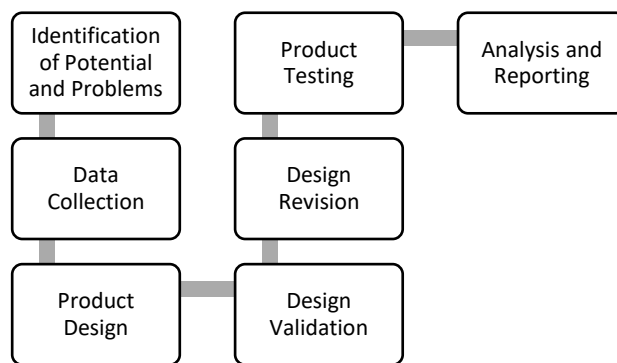 Identification
of Potential
and Problems
Data
Collection
Product
Design
Design
Validation
Design
Revision
Product
Testing
Analysis and
Reporting